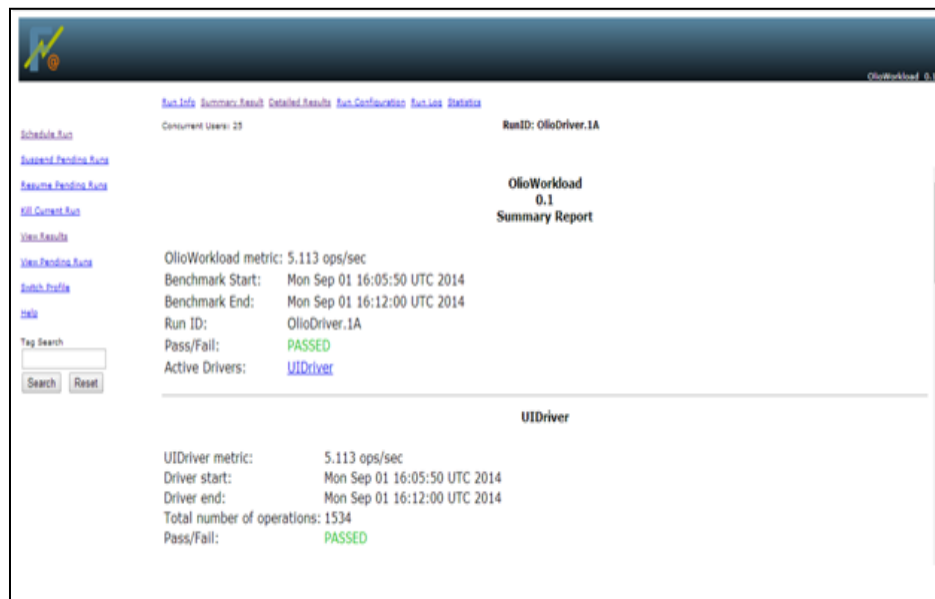 OlioWorkload 0.1
Run Info Summary Result Detailed Results Run Configuration Run Log Statistics
Concurrent Users: 25 RunID: OlioDriver.1A
Schedule Run
Suspend Pending Runs
Resume Pending Runs
Kill Current Run
View Results
View Pending Runs
Switch Profile
Help
Tag Search
Search Reset
OlioWorkload
0.1
Summary Report
OlioWorkload metric: 5.113 ops/sec
Benchmark Start: Mon Sep 01 16:05:50 UTC 2014
Benchmark End: Mon Sep 01 16:12:00 UTC 2014
Run ID: OlioDriver.1A
Pass/Fail: PASSED
Active Drivers: UIDriver
UIDriver
UIDriver metric: 5.113 ops/sec
Driver start: Mon Sep 01 16:05:50 UTC 2014
Driver end: Mon Sep 01 16:12:00 UTC 2014
Total number of operations: 1534
Pass/Fail: PASSED